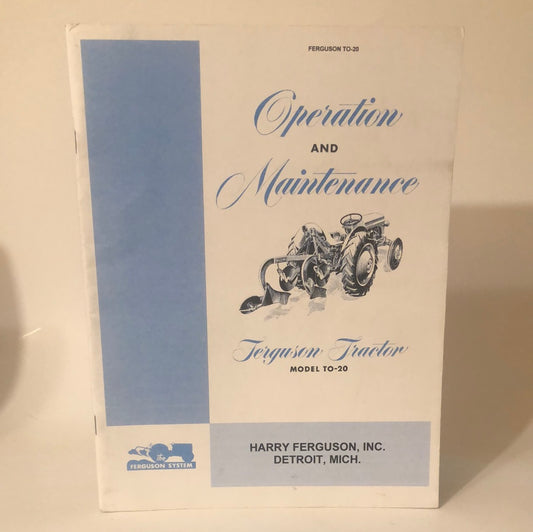 FERGUSON TO-20
Operation
AND
Maintenance
Ferguson Tractor
MODEL TO-20
The
FERGUSON SYSTEM
HARRY FERGUSON, INC.
DETROIT, MICH.